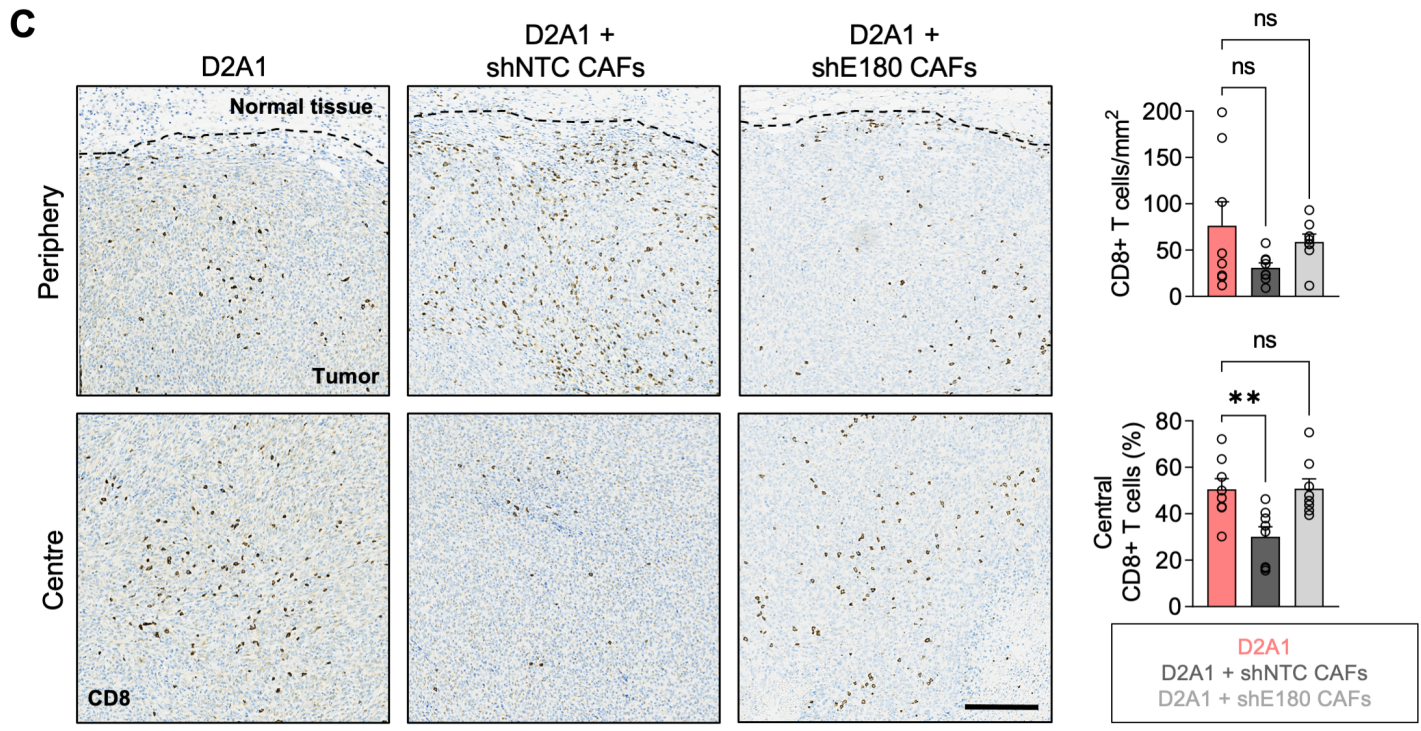 C
D2A1
D2A1 +
shNTC CAFs
D2A1 +
shE180 CAFs
Periphery
Normal tissue
Tumor
Centre
CD8
ns
ns
CD8+ T cells/mm²
200
150
100
50
0
ns
**
Central
CD8+ T cells (%)
80
60
40
20
0
D2A1
D2A1 + shNTC CAFs
D2A1 + shE180 CAFs